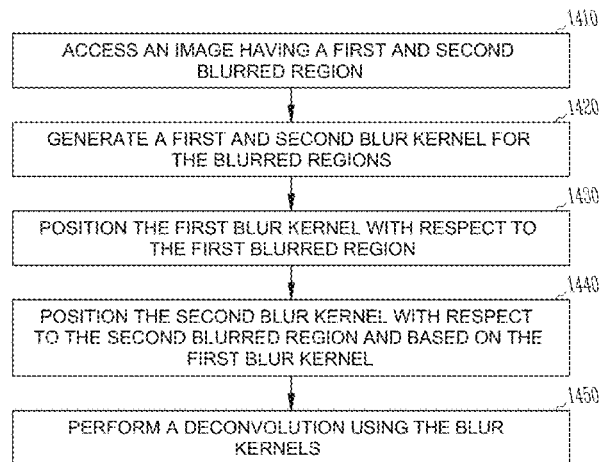 1410
ACCESS AN IMAGE HAVING A FIRST AND SECOND
BLURRED REGION
1420
GENERATE A FIRST AND SECOND BLUR KERNEL FOR
THE BLURRED REGIONS
1430
POSITION THE FIRST BLUR KERNEL WITH RESPECT TO
THE FIRST BLURRED REGION
1440
POSITION THE SECOND BLUR KERNEL WITH RESPECT
TO THE SECOND BLURRED REGION AND BASED ON THE
FIRST BLUR KERNEL
1450
PERFORM A DECONVOLUTION USING THE BLUR
KERNELS